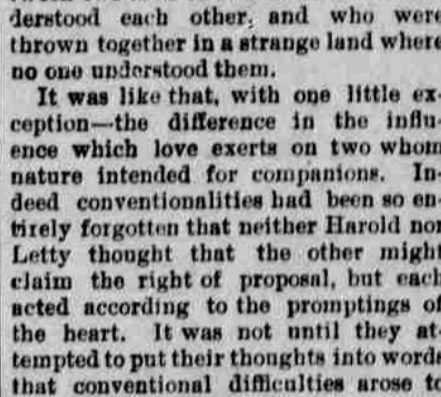 derstood each other, and who were
thrown together in a strange land where
no one understood them.
It was like that, with one little ex-
ception—the difference in the influ-
ence which love exerts on two whom
nature intended for companions. In-
deed conventionalities had been so en-
tirely forgotten that neither Harold nor
Letty thought that the other might
claim the right of proposal, but each
acted according to the promptings of
the heart. It was not until they at-
tempted to put their thoughts into words
that conventional difficulties arose to